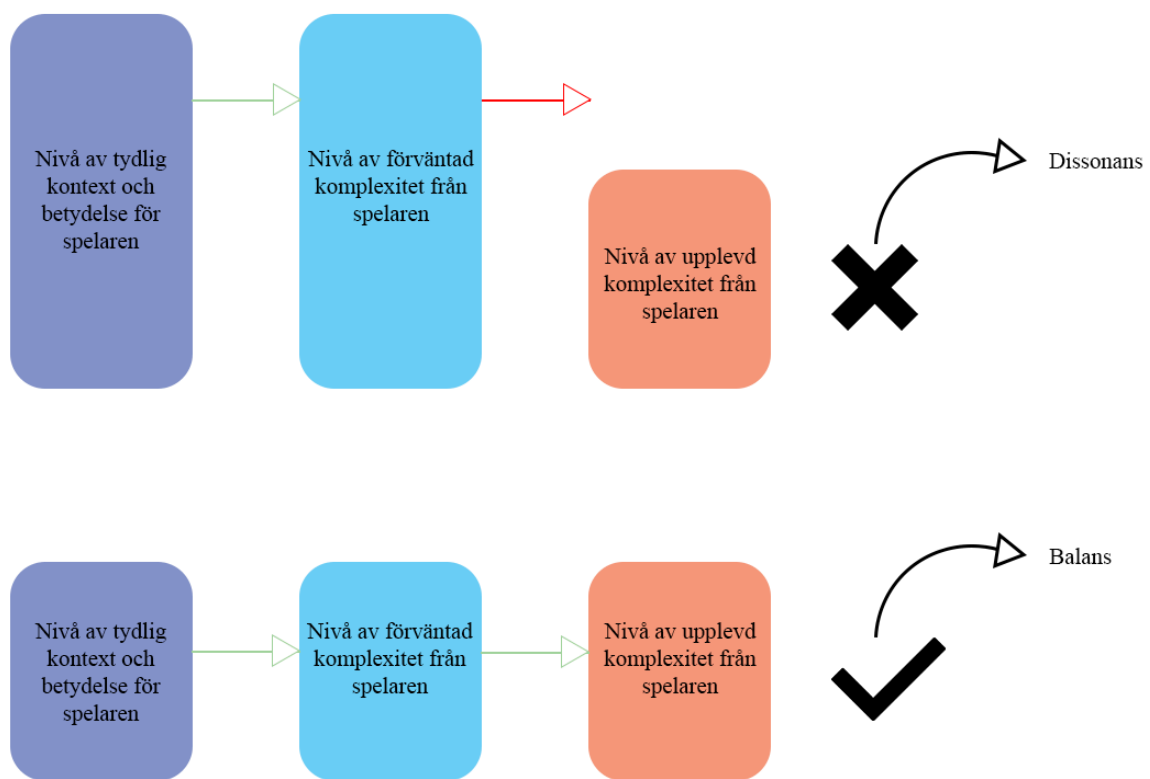 Nivå av tydlig
kontext och
betydelse för
spelaren
Nivå av förväntad
komplexitet från
spelaren
Nivå av upplevd
komplexitet från
spelaren
Dissonans
Nivå av tydlig
kontext och
betydelse för
spelaren
Nivå av förväntad
komplexitet från
spelaren
Nivå av upplevd
komplexitet från
spelaren
Balans